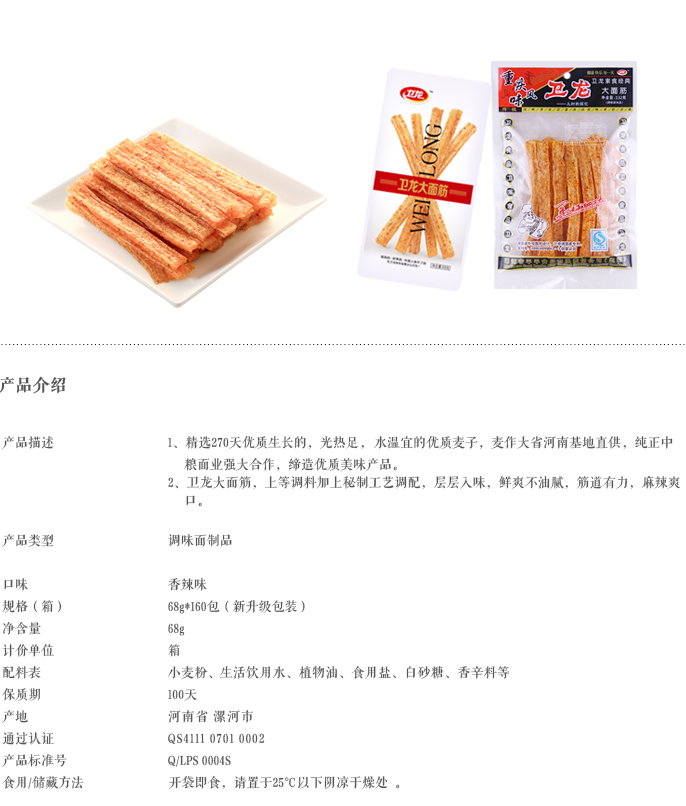 卫龙
WEI LONG
卫龙大面筋
重庆风味
卫龙
卫龙素食经典
大面筋
产品介绍
产品描述 1、精选270天优质生长的，光热足，水温宜的优质麦子，麦作大省河南基地直供，纯正中
粮面业强大合作，缔造优质美味产品。
2、卫龙大面筋，上等调料加上秘制工艺调配，层层入味，鲜爽不油腻，筋道有力，麻辣爽
口。
产品类型 调味面制品
口味 香辣味
规格（箱） 68g*160包（新升级包装）
净含量 68g
计价单位 箱
配料表 小麦粉、生活饮用水、植物油、食用盐、白砂糖、香辛料等
保质期 100天
产地 河南省 漯河市
通过认证 QS4111 0701 0002
产品标准号 Q/LPS 0004S
食用/储藏方法 开袋即食，请置于25℃以下阴凉干燥处 。